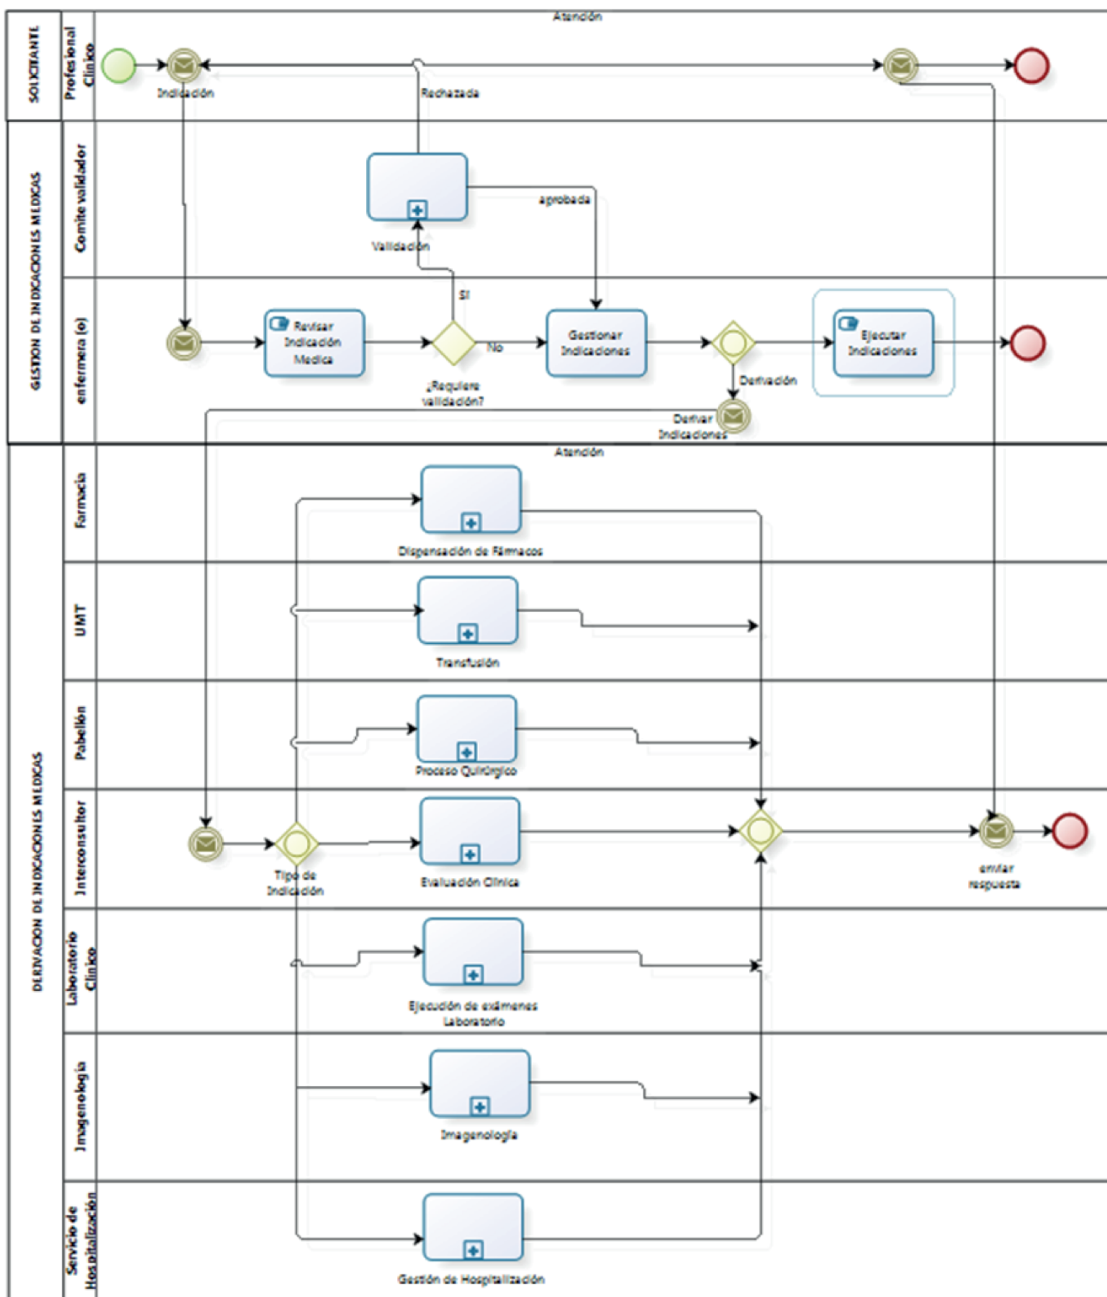 Atención
SOLICITANTE
Profesional
Clínico
Indicación
Rechazada
GESTION DE INDICACIONES MEDICAS
Comite validador
aprobada
Validación
enfermera (o)
Si
Revisar
Indicación
Medica
No
Gestionar
Indicaciones
Ejecutar
Indicaciones
¿Requiere
validación?
Derivación
Derivar
Indicaciones
Atención
DERIVACION DE INDICACIONES MEDICAS
Farmacia
Dispensación de Fármacos
UMT
Transfusión
Pabellón
Proceso Quirúrgico
Interconsultor
Tipo de
Indicación
Evaluación Clínica
enviar
respuesta
Laboratorio
Clínico
Ejecución de exámenes
Laboratorio
Imagenología
Imagenología
Servicio de
Hospitalización
Gestión de Hospitalización